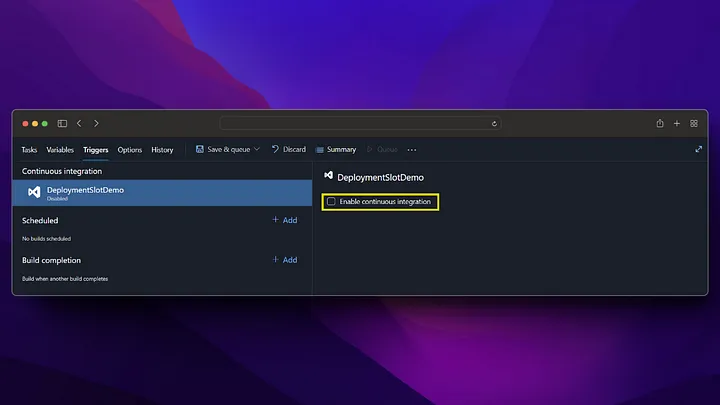 Tasks Variables Triggers Options History Save & queue Discard Summary Queue ...
Continuous integration
DeploymentSlotDemo
Disabled
Scheduled + Add
No builds scheduled
Build completion + Add
Build when another build completes
DeploymentSlotDemo
Enable continuous integration